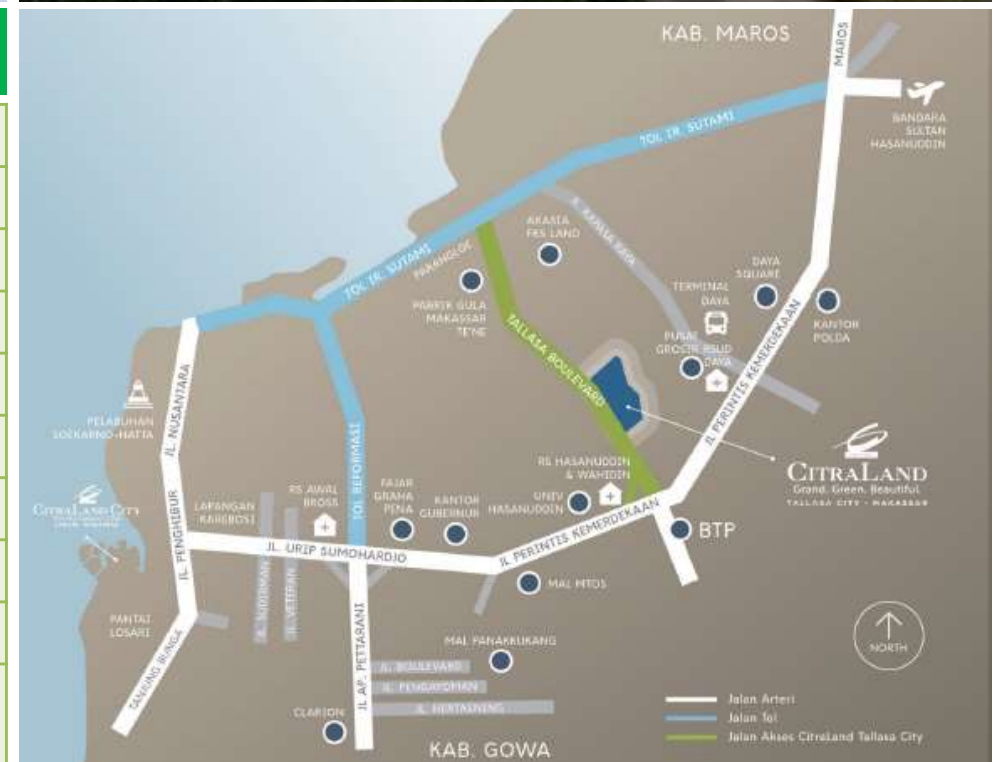 KAB. MAROS
MAROS
BANDARA
SULTAN
HASANUDDIN
TOL IR. SUTAMI
JL. KAPASA RAYA
AKASIA
FKS LAND
TOL IR. SUTAMI
PARANGLOE
PABRIK GULA
MAKASSAR
TE'NE
TALLASA BOULEVARD
DAYA
SQUARE
TERMINAL
DAYA
KANTOR
POLDA
PUSAT
GROSIR
RSUD
DAYA
JL PERINTIS KEMERDEKAAN
JL. NUSANTARA
PELABUHAN
SOEKARNO-HATTA
TOL REFORMASI
CITRALAND
Grand. Green. Beautiful.
TALLASA CITY • MAKASSAR
CITRALAND CITY
RS HASANUDDIN
& WAHIDIN
UNIV
HASANUDDIN
LAPANGAN
KAREBOSI
RS AWAL
BROSS
FAJAR
GRAHA
PENA
KANTOR
GUBERNUR
BTP
JL. PENGHIBUR
JL. URIP SUMOHARDJO
JL PERINTIS KEMERDEKAAN
MAL MTOS
JL. SUDIRMAN
JL. VETERAN
PANTAI
LOSARI
TANJUNG BUNGA
JL AP. PETTARANI
MAL PANAKKUKANG
JL. BOULEVARD
JL. PENGAYOMAN
JL. HERTASNING
CLARION
KAB. GOWA
NORTH
Jalan Arteri
Jalan Tol
Jalan Akses CitraLand Tallasa City